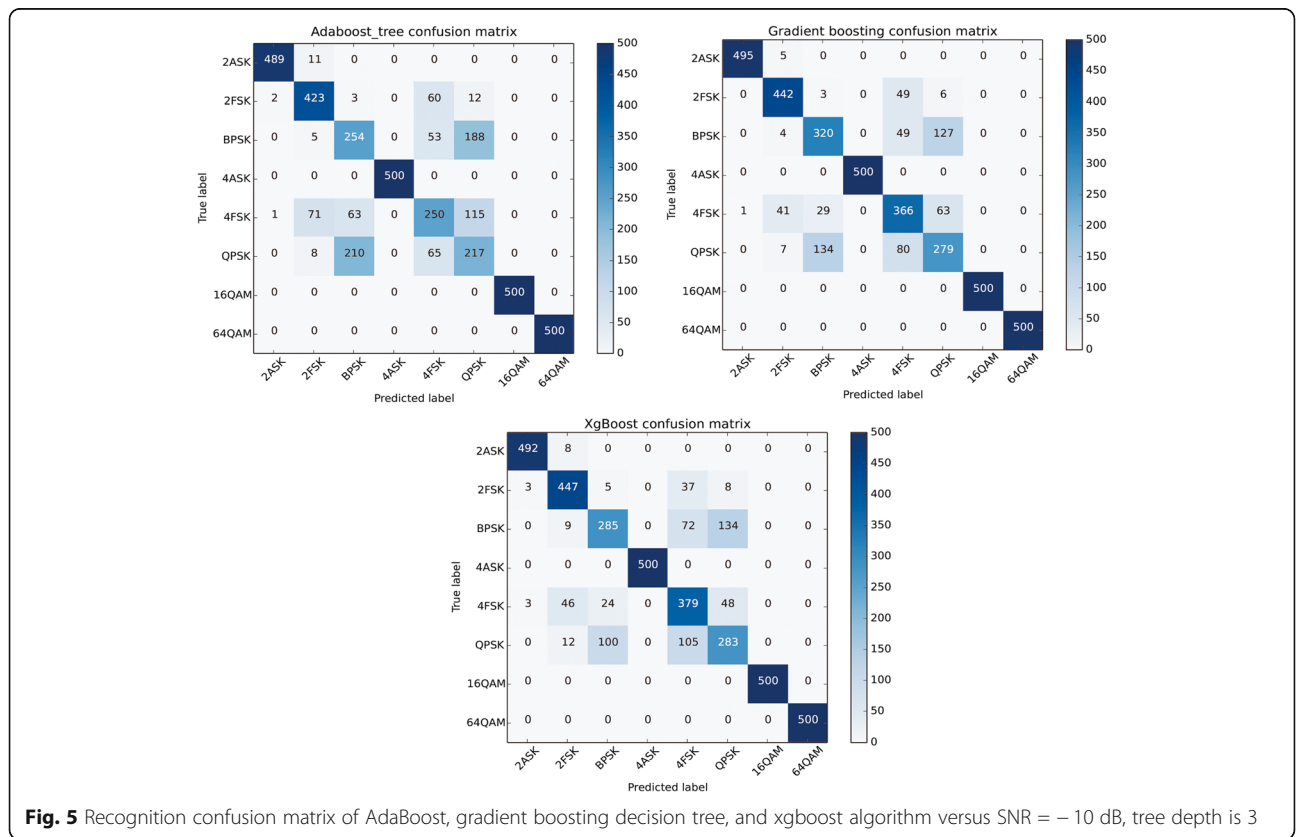 Adaboost_tree confusion matrix
True label
2ASK 489 11 0 0 0 0 0 0
2FSK 2 423 3 0 60 12 0 0
BPSK 0 5 254 0 53 188 0 0
4ASK 0 0 0 500 0 0 0 0
4FSK 1 71 63 0 250 115 0 0
QPSK 0 8 210 0 65 217 0 0
16QAM 0 0 0 0 0 0 500 0
64QAM 0 0 0 0 0 0 0 500
2ASK 2FSK BPSK 4ASK 4FSK QPSK 16QAM 64QAM
Predicted label
500
450
400
350
300
250
200
150
100
50
0
Gradient boosting confusion matrix
True label
2ASK 495 5 0 0 0 0 0 0
2FSK 0 442 3 0 49 6 0 0
BPSK 0 4 320 0 49 127 0 0
4ASK 0 0 0 500 0 0 0 0
4FSK 1 41 29 0 366 63 0 0
QPSK 0 7 134 0 80 279 0 0
16QAM 0 0 0 0 0 0 500 0
64QAM 0 0 0 0 0 0 0 500
2ASK 2FSK BPSK 4ASK 4FSK QPSK 16QAM 64QAM
Predicted label
500
450
400
350
300
250
200
150
100
50
0
XgBoost confusion matrix
True label
2ASK 492 8 0 0 0 0 0 0
2FSK 3 447 5 0 37 8 0 0
BPSK 0 9 285 0 72 134 0 0
4ASK 0 0 0 500 0 0 0 0
4FSK 3 46 24 0 379 48 0 0
QPSK 0 12 100 0 105 283 0 0
16QAM 0 0 0 0 0 0 500 0
64QAM 0 0 0 0 0 0 0 500
2ASK 2FSK BPSK 4ASK 4FSK QPSK 16QAM 64QAM
Predicted label
500
450
400
350
300
250
200
150
100
50
0
Fig. 5 Recognition confusion matrix of AdaBoost, gradient boosting decision tree, and xgboost algorithm versus SNR = − 10 dB, tree depth is 3